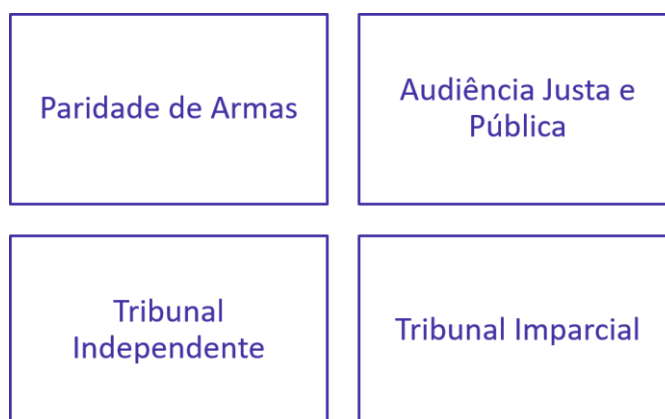 Paridade de Armas
Audiência Justa e
Pública
Tribunal
Independente
Tribunal Imparcial